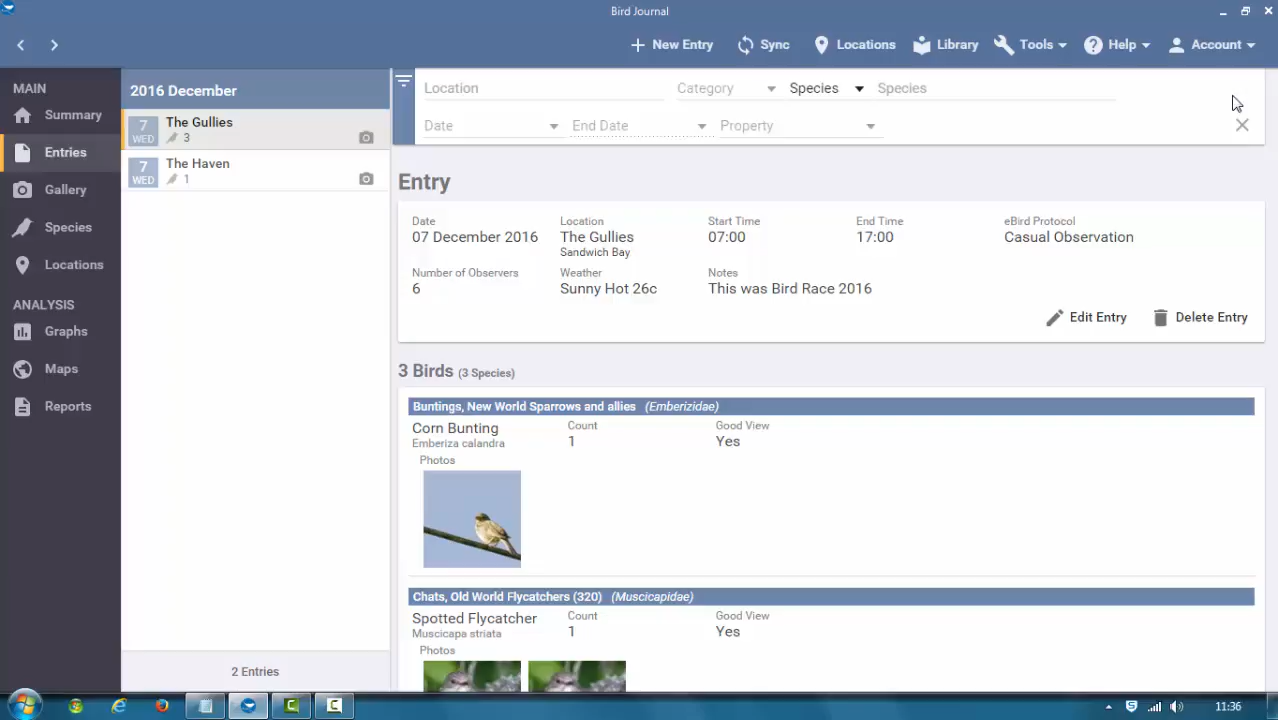 Bird Journal
New Entry Sync Locations Library Tools Help Account
MAIN
Summary
Entries
Gallery
Species
Locations
ANALYSIS
Graphs
Maps
Reports
2016 December
7 WED The Gullies 3
7 WED The Haven 1
2 Entries
Location Category Species Species
Date End Date Property
Entry
Date Location Start Time End Time eBird Protocol
07 December 2016 The Gullies 07:00 17:00 Casual Observation
Sandwich Bay
Number of Observers Weather Notes
6 Sunny Hot 26c This was Bird Race 2016
Edit Entry Delete Entry
3 Birds (3 Species)
Buntings, New World Sparrows and allies (Emberizidae)
Corn Bunting Count Good View
Emberiza calandra 1 Yes
Photos
Chats, Old World Flycatchers (320) (Muscicapidae)
Spotted Flycatcher Count Good View
Muscicapa striata 1 Yes
Photos
11:36